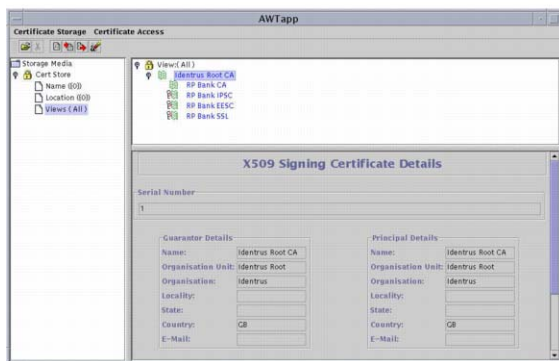 AWTapp
Certificate Storage Certificate Access
Storage Media
Cert Store
Name ([0])
Location ([0])
Views ( All )
View:( All )
Identrus Root CA
RP Bank CA
RP Bank IPSC
RP Bank EESC
RP Bank SSL
X509 Signing Certificate Details
Serial Number
1
Guarantor Details
Name: Identrus Root CA
Organisation Unit: Identrus Root
Organisation: Identrus
Locality:
State:
Country: GB
E-Mail:
Principal Details
Name: Identrus Root CA
Organisation Unit: Identrus Root
Organisation: Identrus
Locality:
State:
Country: GB
E-Mail: